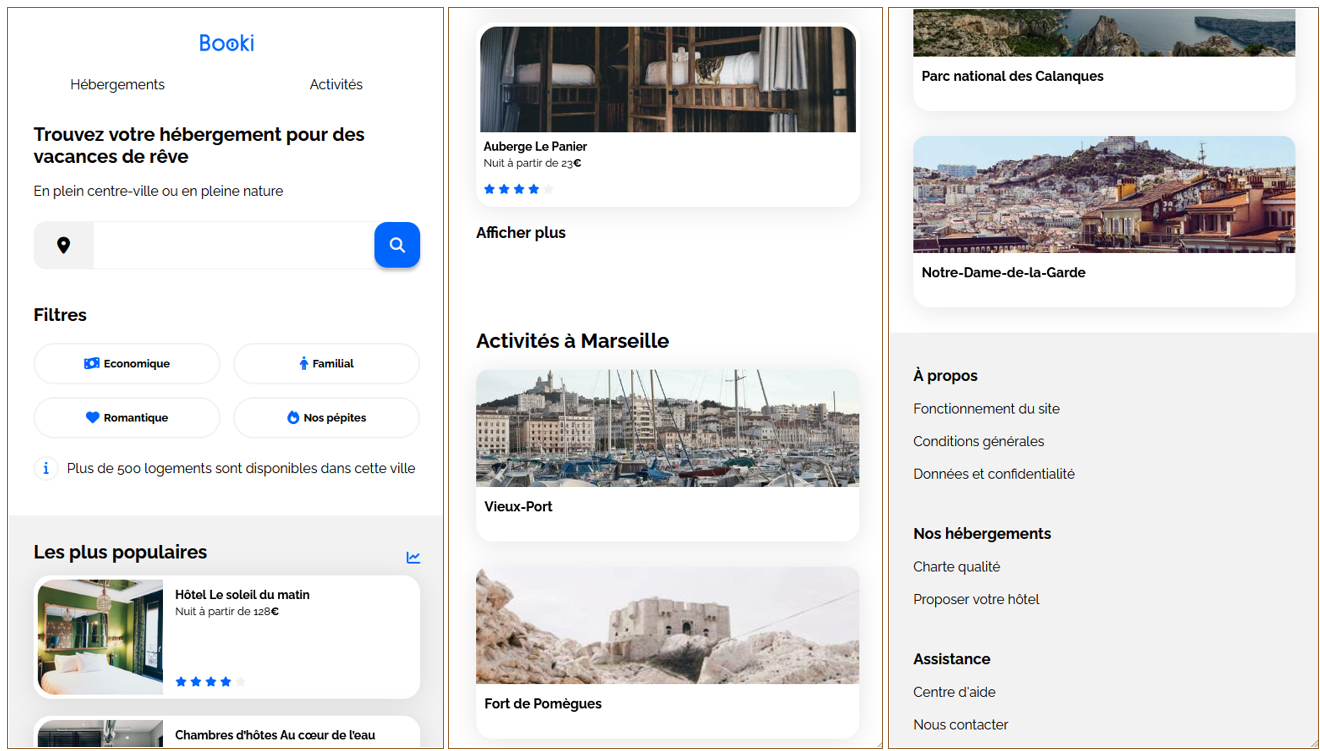 Booki
Hébergements
Activités
Trouvez votre hébergement pour des
vacances de rêve
En plein centre-ville ou en pleine nature
Filtres
Economique
Familial
Romantique
Nos pépites
Plus de 500 logements sont disponibles dans cette ville
Les plus populaires
Hôtel Le soleil du matin
Nuit à partir de 128€
Chambres d'hôtes Au cœur de l'eau
Auberge Le Panier
Nuit à partir de 23€
Afficher plus
Activités à Marseille
Vieux-Port
Fort de Pomègues
Parc national des Calanques
Notre-Dame-de-la-Garde
À propos
Fonctionnement du site
Conditions générales
Données et confidentialité
Nos hébergements
Charte qualité
Proposer votre hôtel
Assistance
Centre d'aide
Nous contacter